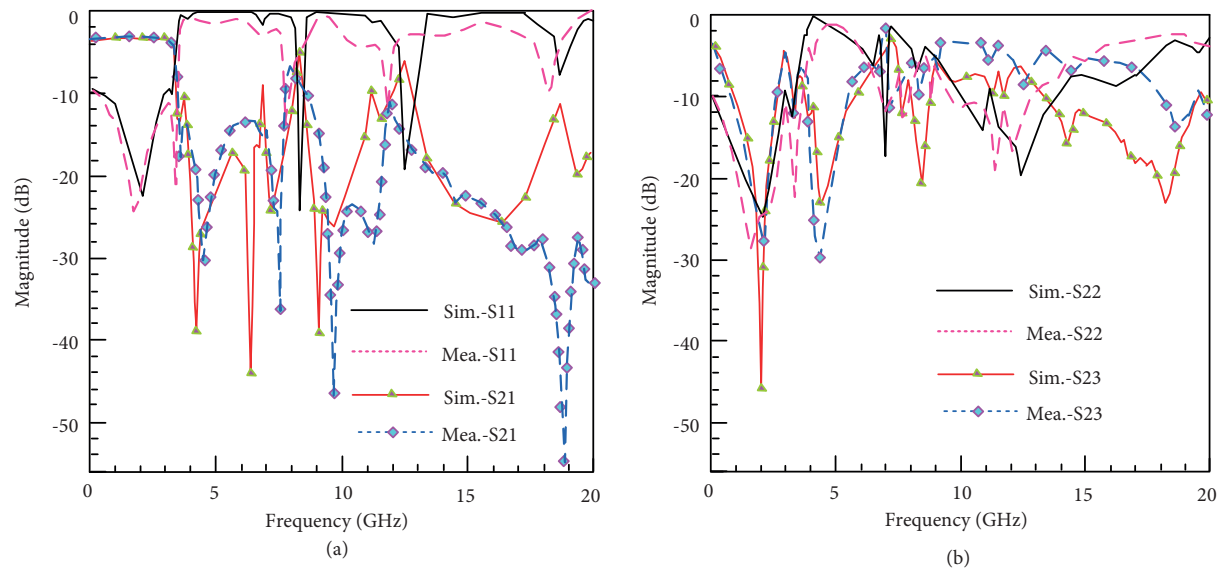 0
-10
-20
-30
-40
-50
Magnitude (dB)
Sim.-S11
Mea.-S11
Sim.-S21
Mea.-S21
0 5 10 15 20
Frequency (GHz)
(a)
0
-10
-20
-30
-40
-50
Magnitude (dB)
Sim.-S22
Mea.-S22
Sim.-S23
Mea.-S23
0 5 10 15 20
Frequency (GHz)
(b)